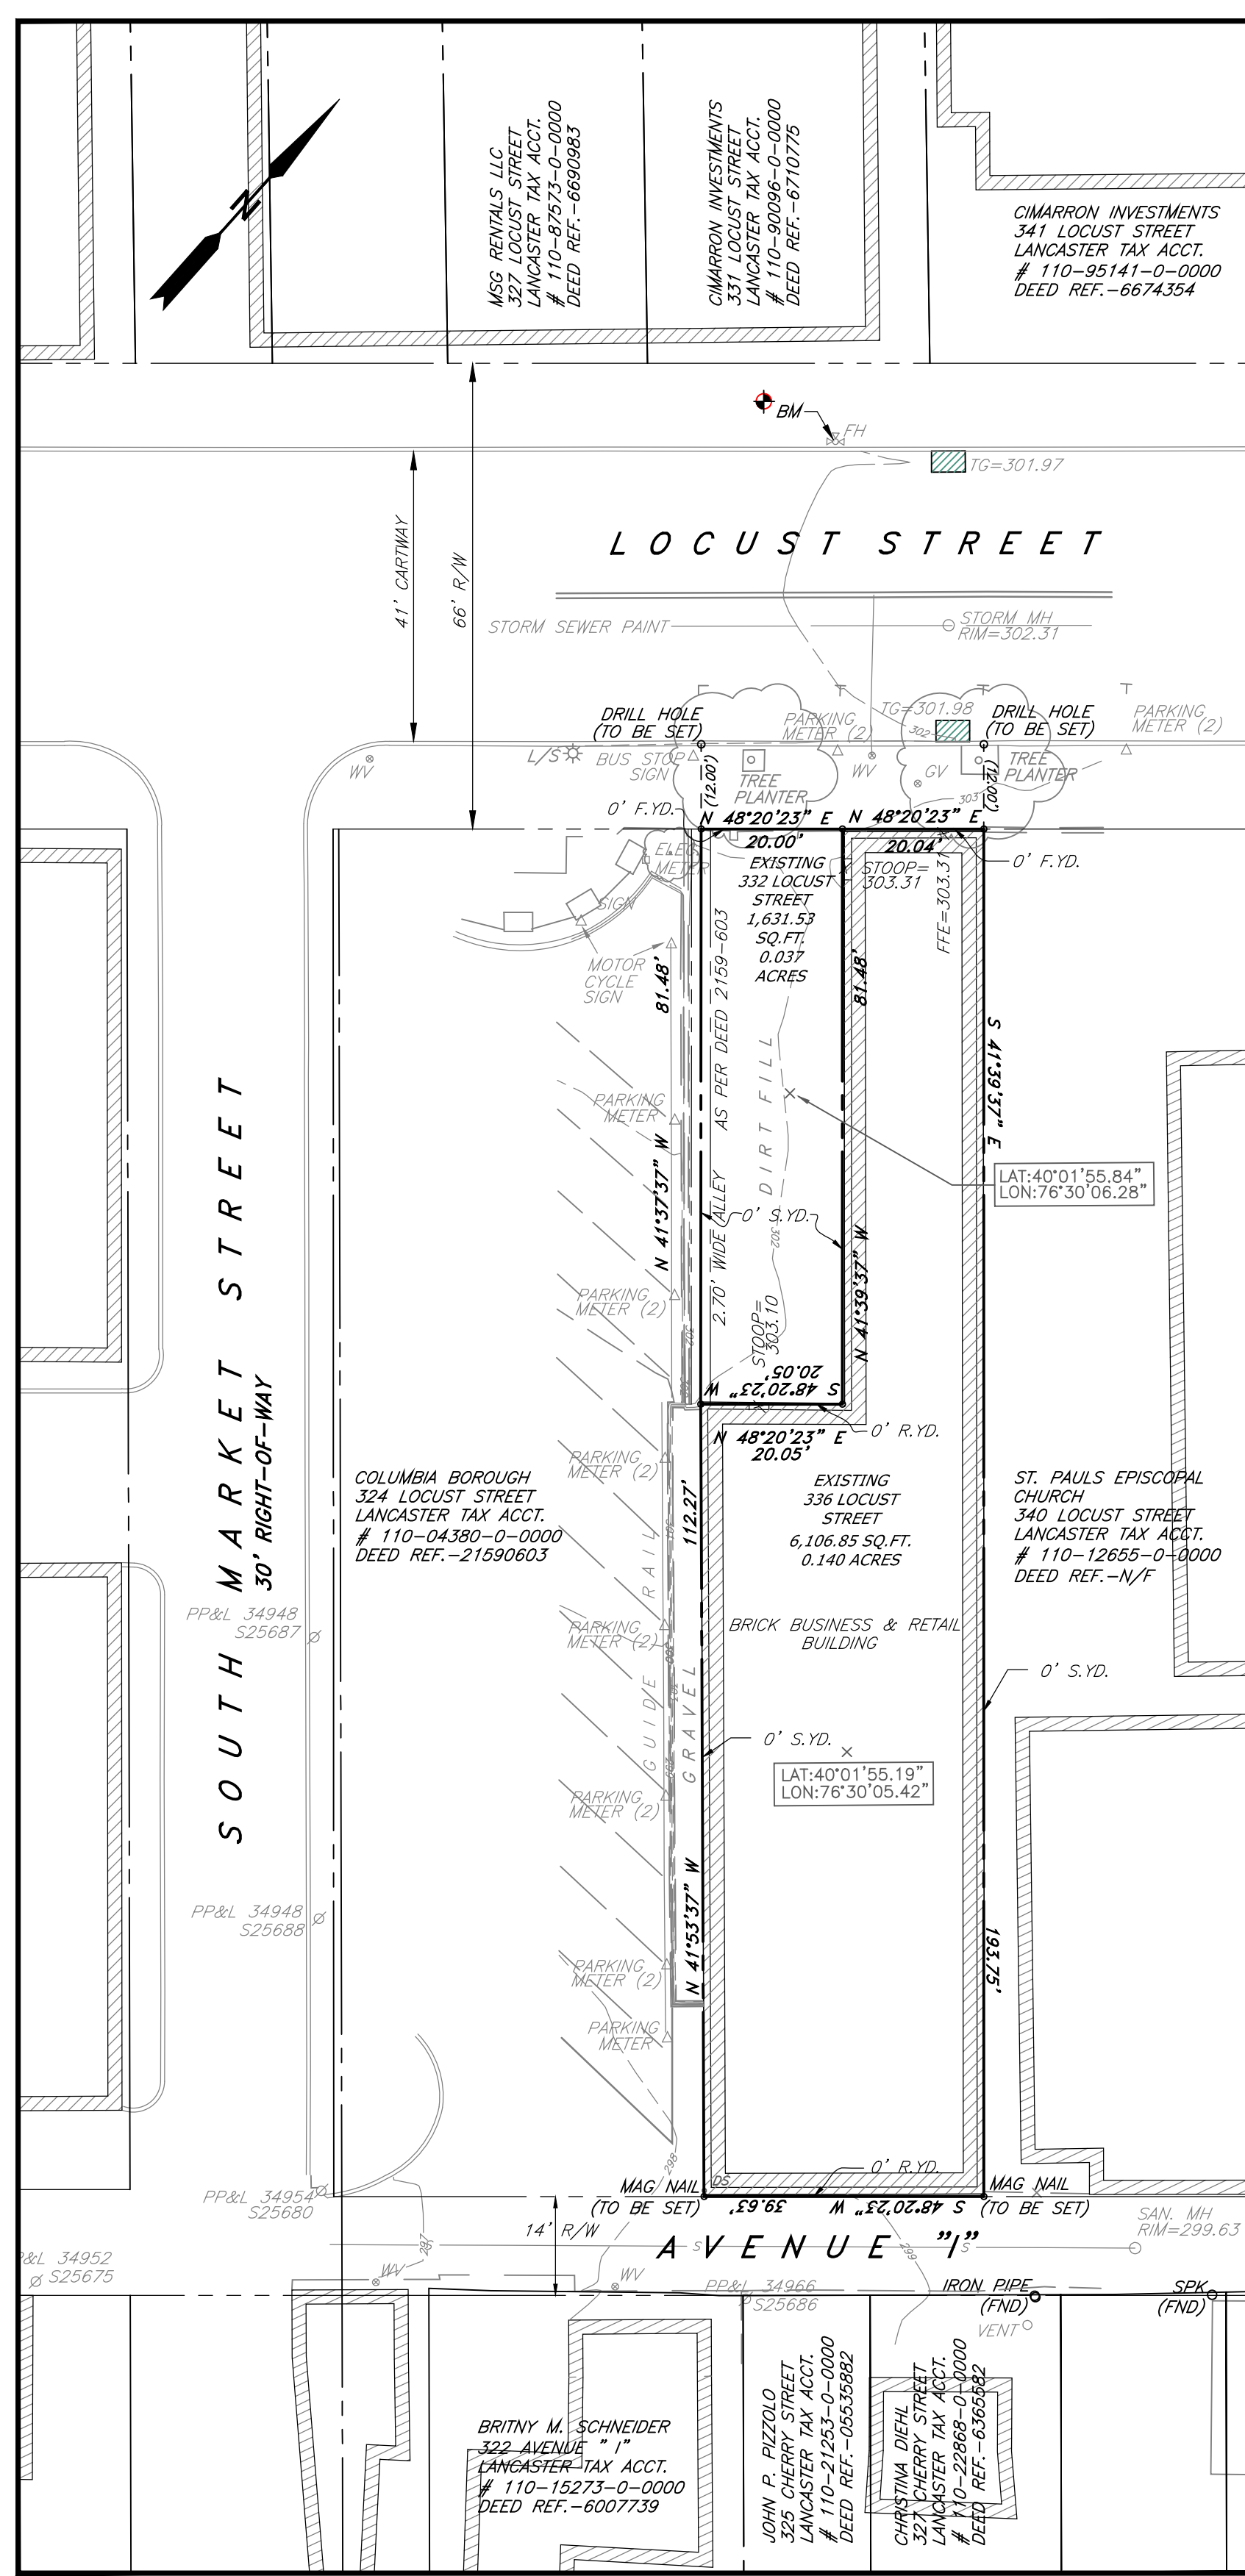 N
MSG RENTALS LLC
327 LOCUST STREET
LANCASTER TAX ACCT.
# 110-87573-0-0000
DEED REF.-6690983
CIMARRON INVESTMENTS
331 LOCUST STREET
LANCASTER TAX ACCT.
# 110-90096-0-0000
DEED REF.-6710775
CIMARRON INVESTMENTS
341 LOCUST STREET
LANCASTER TAX ACCT.
# 110-95141-0-0000
DEED REF.-6674354
BM
FH
TG=301.97
41' CARTWAY
66' R/W
LOCUST STREET
STORM SEWER PAINT
STORM MH
RIM=302.31
DRILL HOLE
(TO BE SET)
PARKING
METER (2)
TG=301.98
302
DRILL HOLE
(TO BE SET)
PARKING
METER (2)
L/S
BUS STOP
SIGN
WV
(12.00')
TREE
PLANTER
WV
GV
TREE
PLANTER
(12.00')
303
0' F.YD.
N 48°20'23" E
20.00'
N 48°20'23" E
20.04'
0' F.YD.
ELEC
METER
SIGN
MOTOR
CYCLE
SIGN
EXISTING
332 LOCUST
STREET
1,631.53
SQ.FT.
0.037
ACRES
STOOP=
303.31
FFE=303.31
81.48'
N 41°37'37" W
2.70' WIDE ALLEY AS PER DEED 2159-603
DIRT FILL
81.48'
N 41°39'37" W
S 41°39'37" E
193.75'
LAT:40°01'55.84"
LON:76°30'06.28"
0' S.YD.
302
STOOP=
303.10
PARKING
METER
PARKING
METER (2)
302
S 48°20'23" W
20.05'
N 48°20'23" E
20.05'
0' R.YD.
SOUTH MARKET STREET
30' RIGHT-OF-WAY
COLUMBIA BOROUGH
324 LOCUST STREET
LANCASTER TAX ACCT.
# 110-04380-0-0000
DEED REF.-21590603
PARKING
METER (2)
112.27'
N 41°53'37" W
EXISTING
336 LOCUST
STREET
6,106.85 SQ.FT.
0.140 ACRES
ST. PAULS EPISCOPAL
CHURCH
340 LOCUST STREET
LANCASTER TAX ACCT.
# 110-12655-0-0000
DEED REF.-N/F
PP&L 34948
S25687
PARKING
METER (2)
GUIDE RAIL
GRAVEL
BRICK BUSINESS & RETAIL
BUILDING
0' S.YD.
0' S.YD.
LAT:40°01'55.19"
LON:76°30'05.42"
PARKING
METER (2)
PP&L 34948
S25688
PARKING
METER (2)
PARKING
METER
298
MAG NAIL
(TO BE SET)
DS
0' R.YD.
S 48°20'23" W 39.63'
MAG NAIL
(TO BE SET)
PP&L 34954
S25680
14' R/W
SAN. MH
RIM=299.63
AVENUE "I"
S
S
297
299
PP&L 34952
S25675
WV
WV
PP&L 34966
S25686
IRON PIPE
(FND)
SPK
(FND)
VENT
BRITNY M. SCHNEIDER
322 AVENUE "I"
LANCASTER TAX ACCT.
# 110-15273-0-0000
DEED REF.-6007739
JOHN P. PIZZOLO
325 CHERRY STREET
LANCASTER TAX ACCT.
# 110-21253-0-0000
DEED REF.-05535882
CHRISTINA DIEHL
327 CHERRY STREET
LANCASTER TAX ACCT.
# 110-22868-0-0000
DEED REF.-6365582